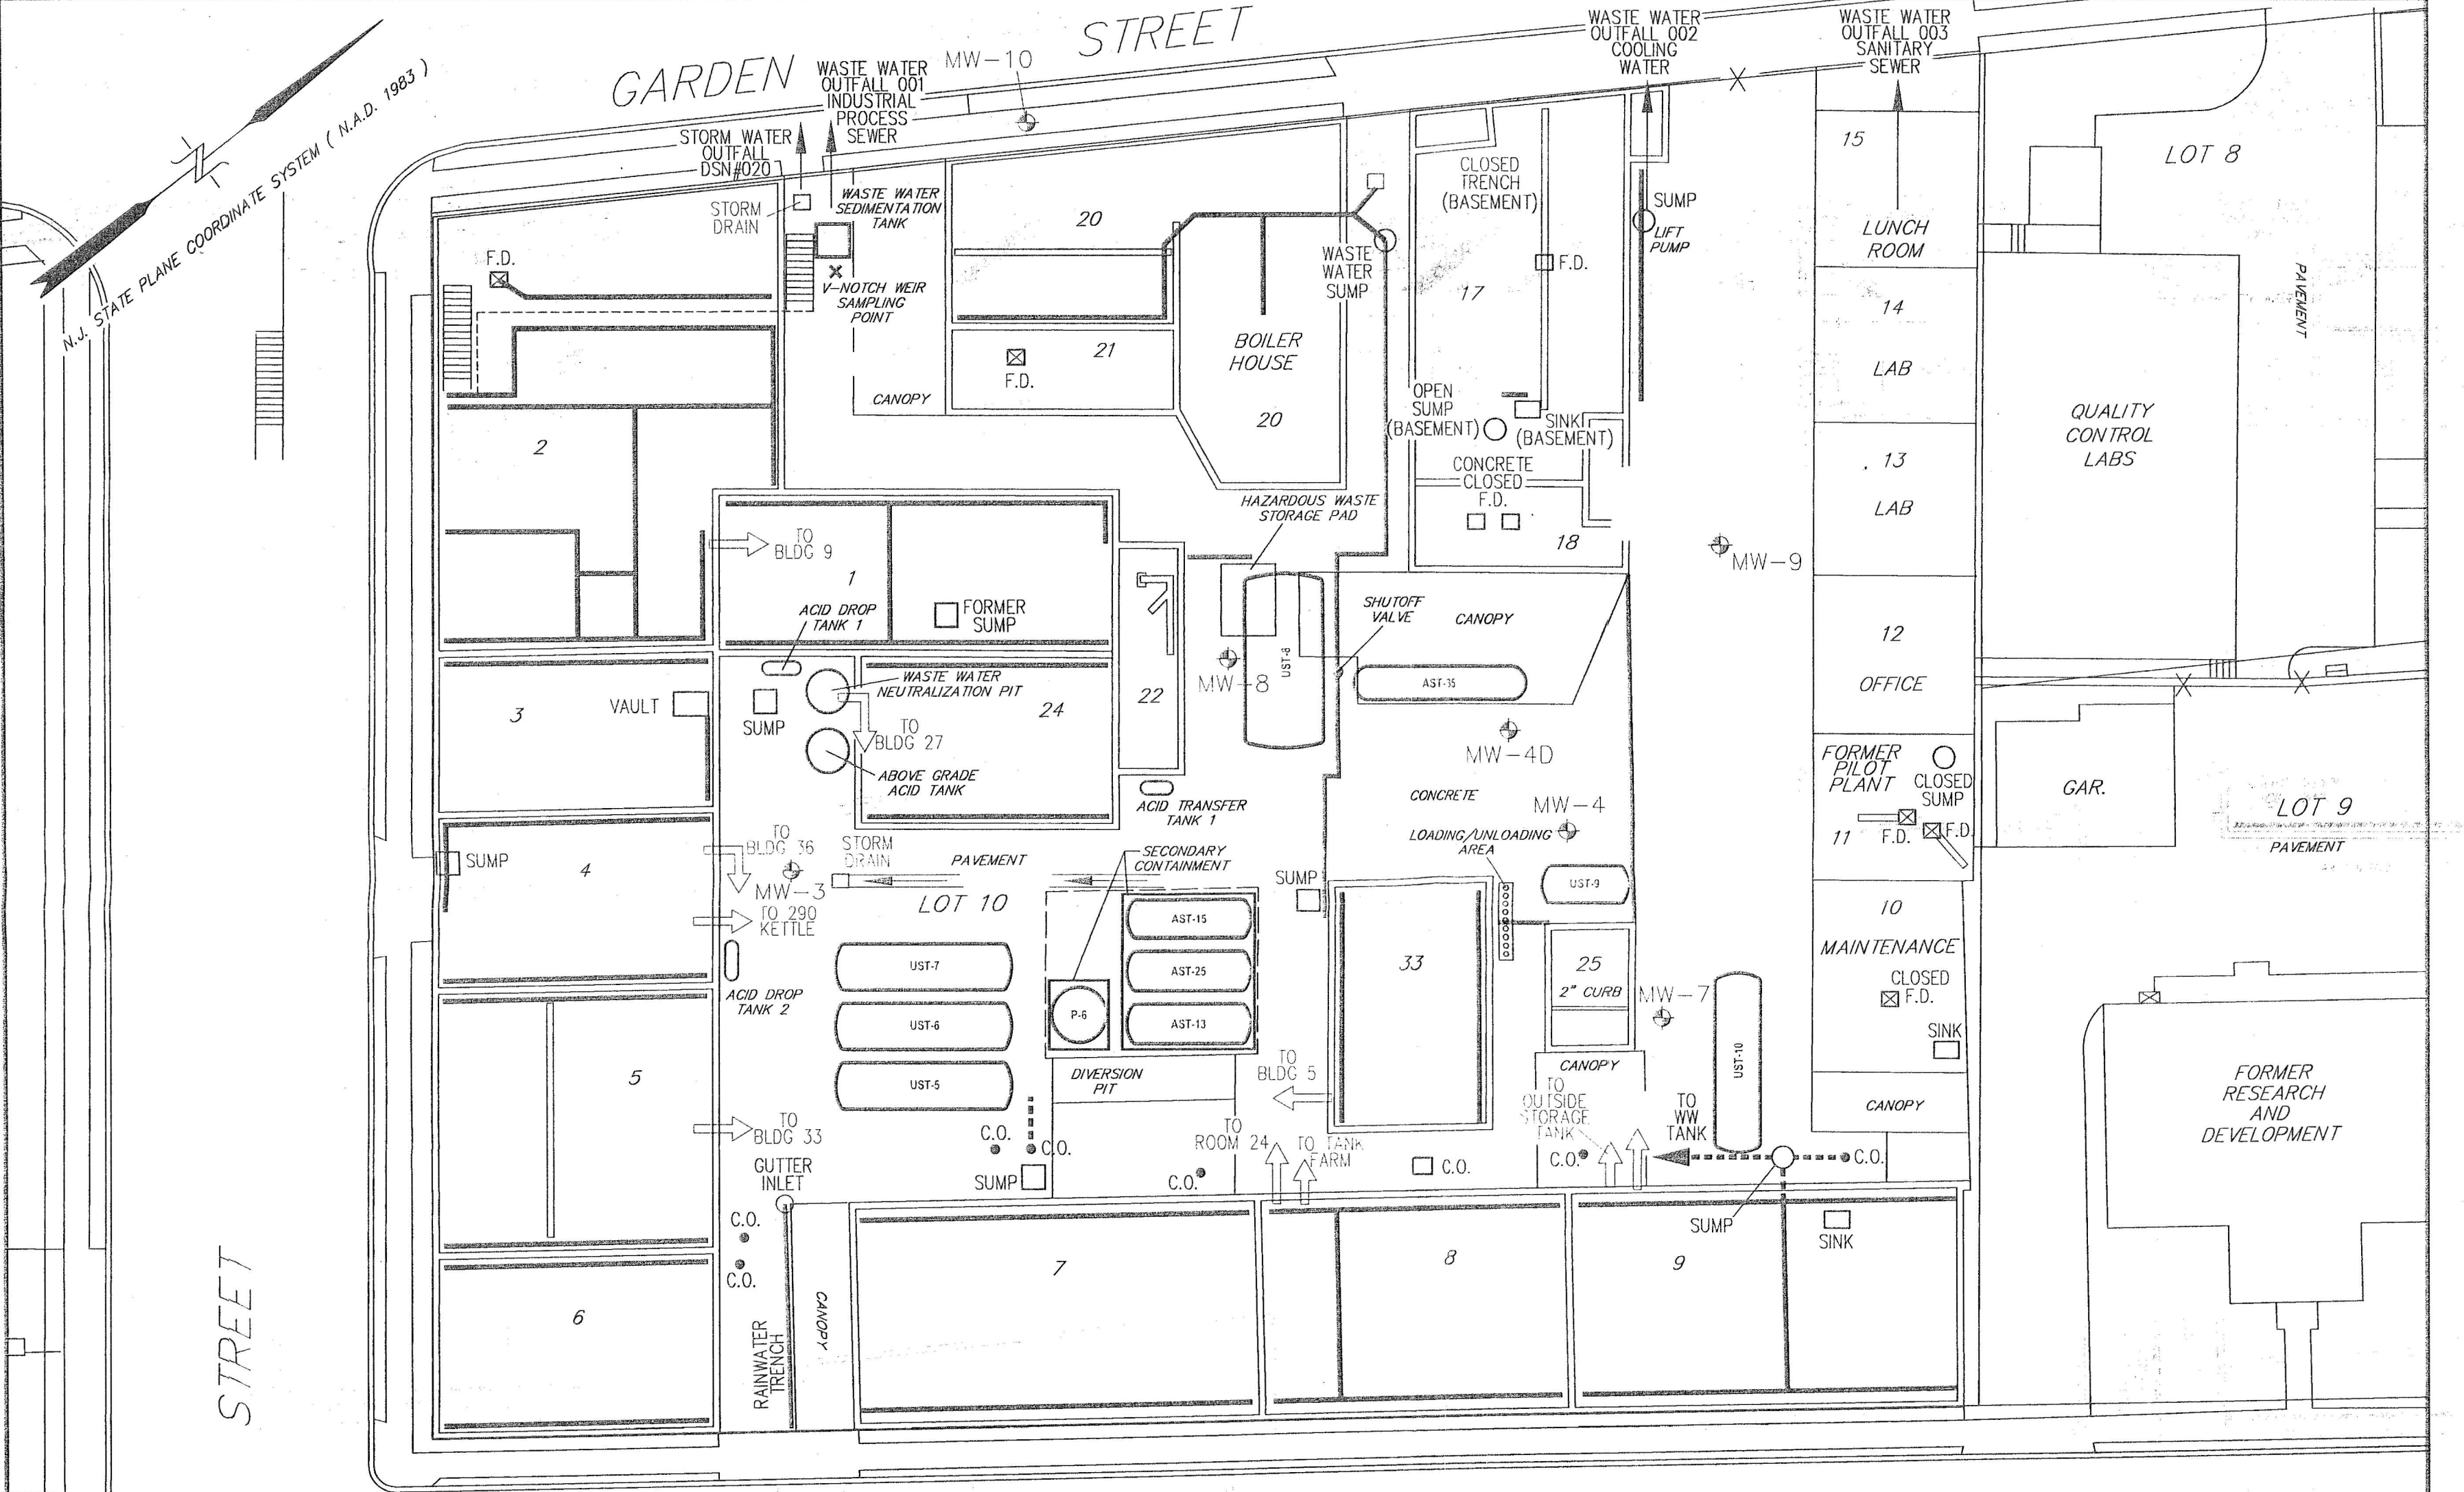 GARDEN STREET
N.J. STATE PLANE COORDINATE SYSTEM ( N.A.D. 1983 )
WASTE WATER
OUTFALL 001
INDUSTRIAL
PROCESS
SEWER
MW-10
WASTE WATER
OUTFALL 002
COOLING
WATER
WASTE WATER
OUTFALL 003
SANITARY
SEWER
STORM WATER
OUTFALL
DSN#020
STORM
DRAIN
WASTE WATER
SEDIMENTATION
TANK
V-NOTCH WEIR
SAMPLING
POINT
CANOPY
F.D.
2
20
21
F.D.
BOILER
HOUSE
20
WASTE
WATER
SUMP
CLOSED
TRENCH
(BASEMENT)
17
F.D.
SUMP
LIFT
PUMP
OPEN
SUMP
(BASEMENT)
SINK
(BASEMENT)
CONCRETE
CLOSED
F.D.
18
15
LUNCH
ROOM
14
LAB
13
LAB
12
OFFICE
LOT 8
PAVEMENT
QUALITY
CONTROL
LABS
MW-9
HAZARDOUS WASTE
STORAGE PAD
TO
BLDG 9
1
ACID DROP
TANK 1
FORMER
SUMP
22
MW-8
UST-8
SHUTOFF
VALVE
CANOPY
AST-35
MW-4D
CONCRETE
MW-4
LOADING/UNLOADING
AREA
3
VAULT
SUMP
WASTE WATER
NEUTRALIZATION PIT
24
TO
BLDG 27
ABOVE GRADE
ACID TANK
ACID TRANSFER
TANK 1
FORMER
PILOT
PLANT
CLOSED
SUMP
11
F.D.
F.D.
GAR.
LOT 9
PAVEMENT
SUMP
4
TO
BLDG 36
MW-3
TO 290
KETTLE
STORM
DRAIN
PAVEMENT
LOT 10
SECONDARY
CONTAINMENT
SUMP
UST-9
AST-15
AST-25
AST-13
P-6
33
25
2" CURB
MW-7
UST-10
10
MAINTENANCE
CLOSED
F.D.
SINK
CANOPY
ACID DROP
TANK 2
UST-7
UST-6
UST-5
DIVERSION
PIT
TO
BLDG 5
CANOPY
TO
OUTSIDE
STORAGE
TANK
TO
WW
TANK
FORMER
RESEARCH
AND
DEVELOPMENT
5
TO
BLDG 33
C.O.
C.O.
TO
ROOM 24
TO TANK
FARM
C.O.
C.O.
C.O.
C.O.
GUTTER
INLET
SUMP
C.O.
C.O.
6
RAINWATER
TRENCH
CANOPY
7
8
9
SUMP
SINK
STREET